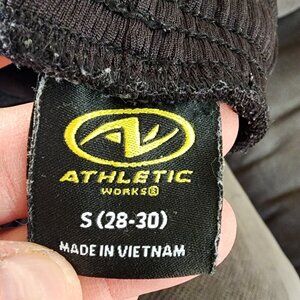 ATHLETIC
WORKS®
S (28-30)
MADE IN VIETNAM